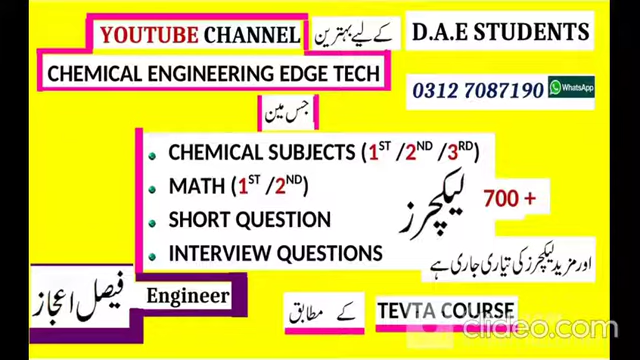 D.A.E STUDENTS کے لیے بہترین YOUTUBE CHANNEL
CHEMICAL ENGINEERING EDGE TECH
0312 7087190 WhatsApp
جس میں
CHEMICAL SUBJECTS (1ST /2ND /3RD)
MATH (1ST /2ND)
SHORT QUESTION
INTERVIEW QUESTIONS
700 + لیکچرز
اور مزید لیکچرز کی تیاری جاری ہے
فیصل اعجاز Engineer
TEVTA COURSE کے مطابق
clideo.com